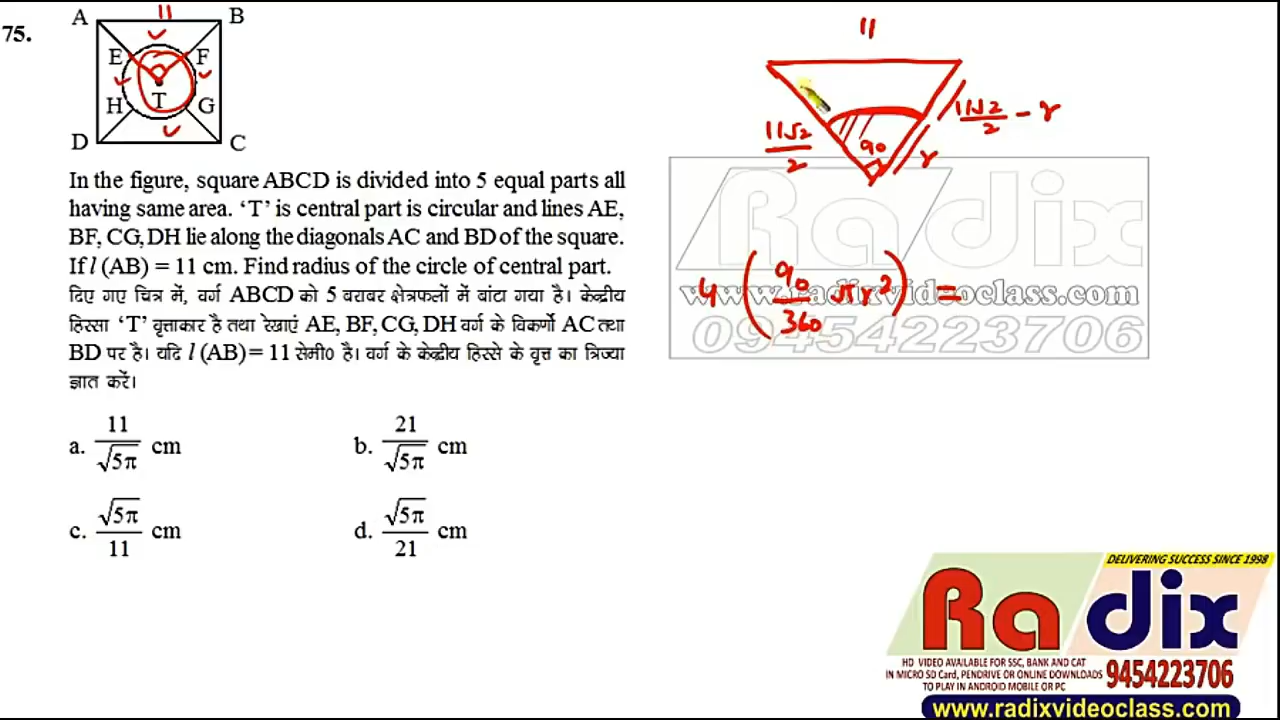 75.
A 11 B
E F
H T G
D C
In the figure, square ABCD is divided into 5 equal parts all
having same area. ‘T’ is central part is circular and lines AE,
BF, CG, DH lie along the diagonals AC and BD of the square.
If l (AB) = 11 cm. Find radius of the circle of central part.
दिए गए चित्र में, वर्ग ABCD को 5 बराबर क्षेत्रफलों में बांटा गया है। केन्द्रीय
हिस्सा ‘T’ वृत्ताकार है तथा रेखाएं AE, BF, CG, DH वर्ग के विकर्णों AC तथा
BD पर है। यदि l (AB)= 11 सेमी० है। वर्ग के केन्द्रीय हिस्से के वृत्त का त्रिज्या
ज्ञात करें।
a. 11/√5π cm
b. 21/√5π cm
c. √5π/11 cm
d. √5π/21 cm
11
11√2/2
11√2/2 - r
90
r
4 (90/360 πr²) =
Radix
www.radixvideoclass.com
09454223706
DELIVERING SUCCESS SINCE 1998
Radix
HD VIDEO AVAILABLE FOR SSC, BANK AND CAT
IN MICRO SD Card, PENDRIVE OR ONLINE DOWNLOADS
TO PLAY IN ANDROID MOBILE OR PC
9454223706
www.radixvideoclass.com